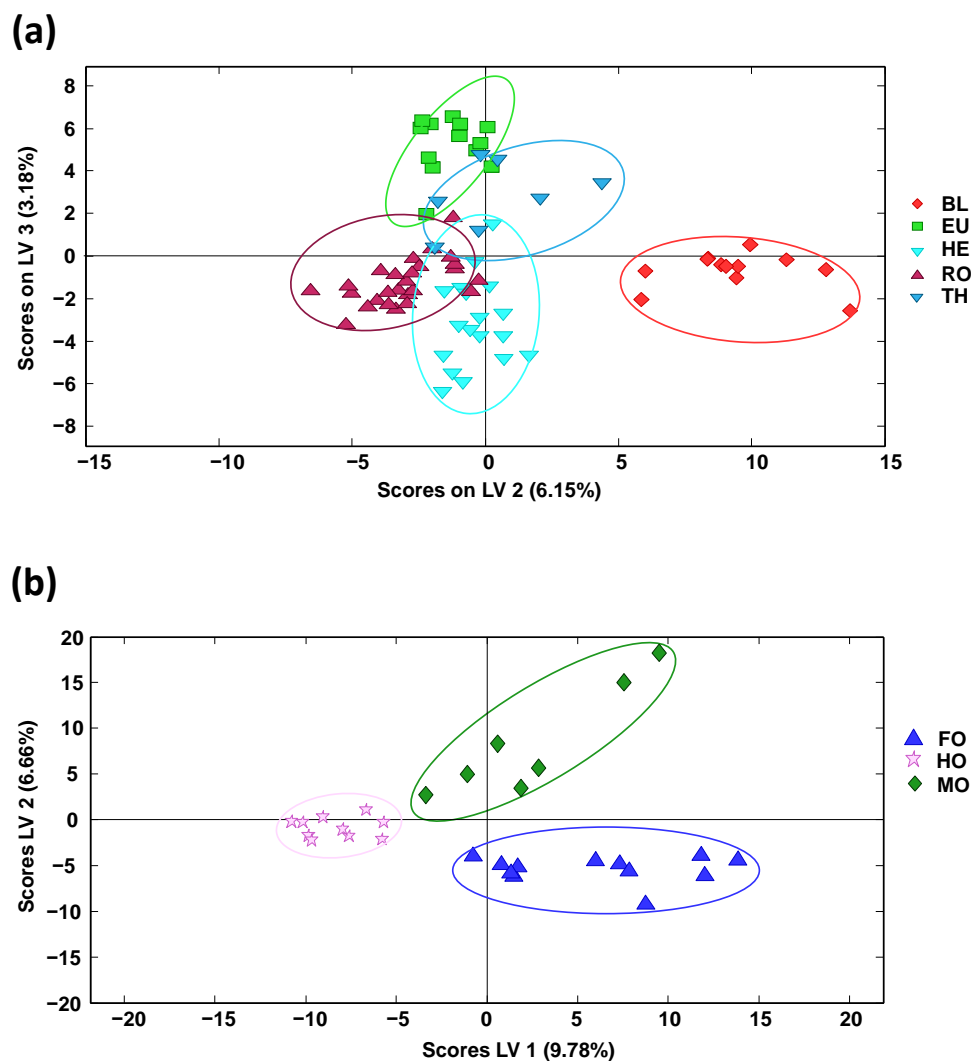 (a)
8
6
4
2
0
−2
−4
−6
−8
Scores on LV 3 (3.18%)
−15
−10
−5
0
5
10
15
Scores on LV 2 (6.15%)
BL
EU
HE
RO
TH
(b)
20
15
10
5
0
−5
−10
−15
−20
Scores LV 2 (6.66%)
−20
−15
−10
−5
0
5
10
15
20
Scores LV 1 (9.78%)
FO
HO
MO